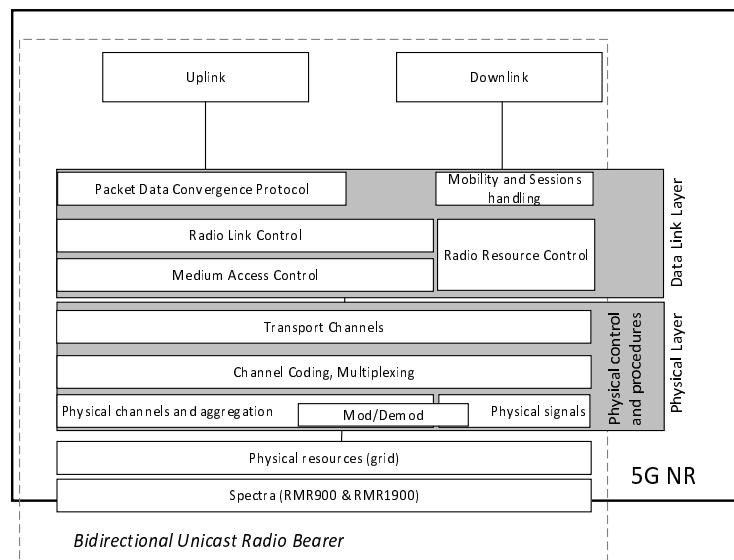 Uplink
Downlink
Packet Data Convergence Protocol
Mobility and Sessions
handling
Radio Link Control
Radio Resource Control
Medium Access Control
Data Link Layer
Transport Channels
Channel Coding, Multiplexing
Physical channels and aggregation
Mod/Demod
Physical signals
Physical control
and procedures
Physical Layer
Physical resources (grid)
5G NR
Spectra (RMR900 & RMR1900)
Bidirectional Unicast Radio Bearer